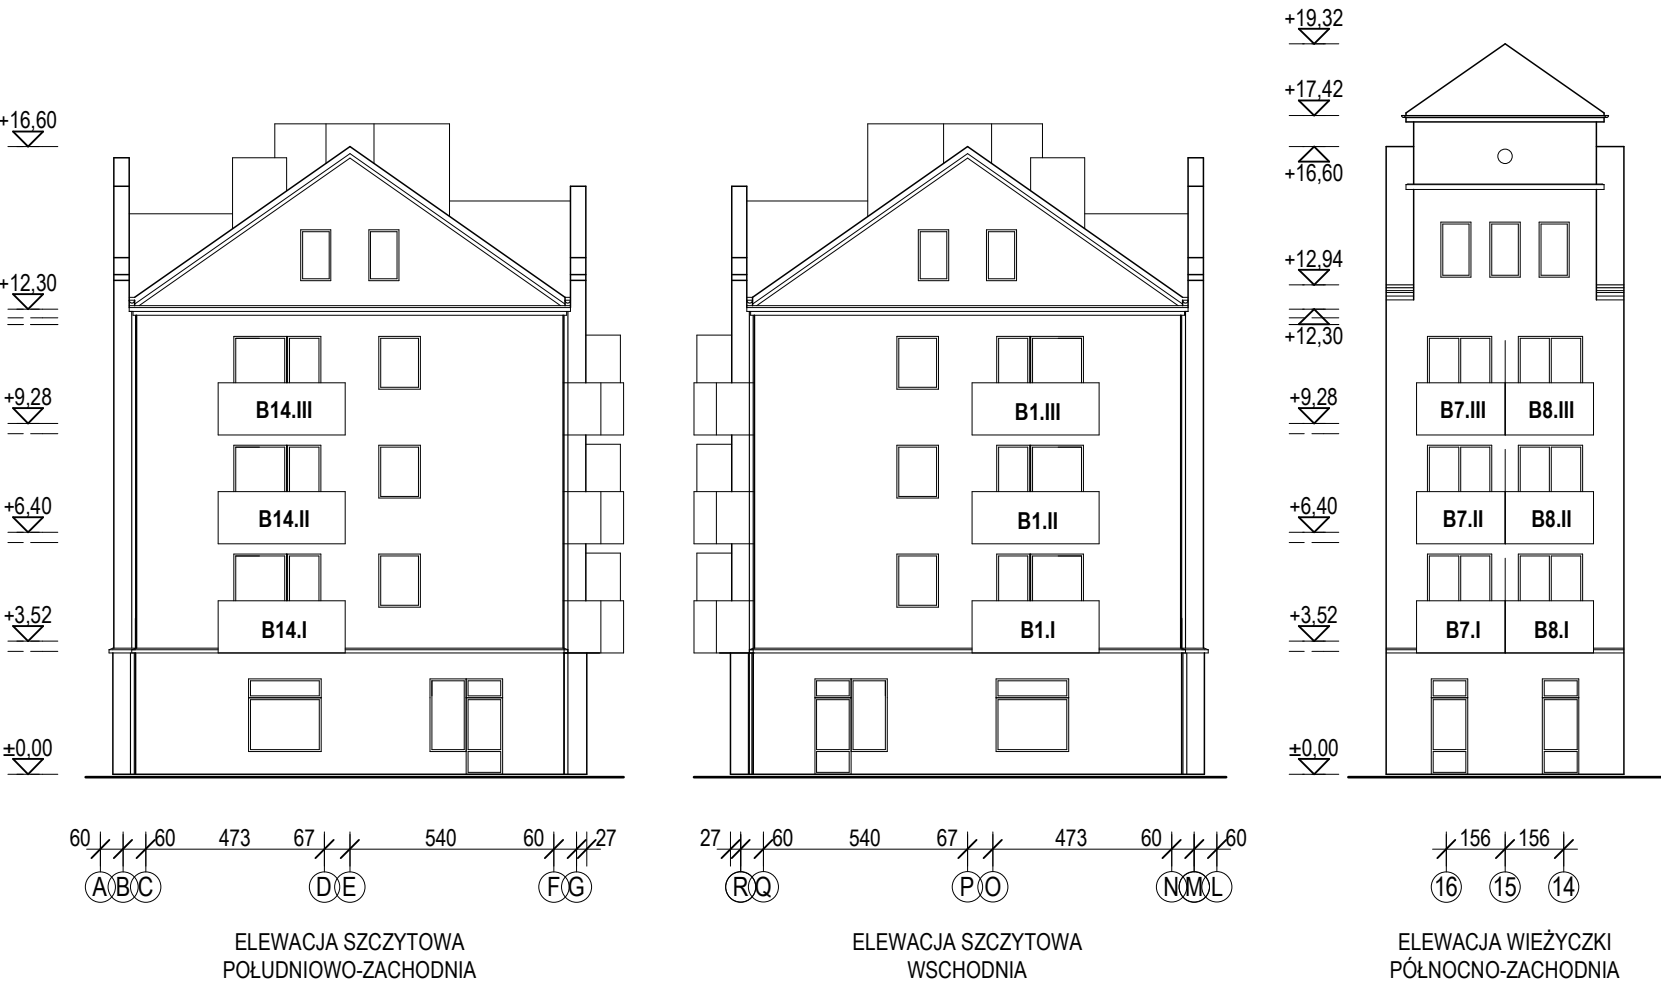 +16,60
+12,30
+9,28
+6,40
+3,52
±0,00
B14.III
B14.II
B14.I
60 60 473 67 540 60 27
A B C D E F G
ELEWACJA SZCZYTOWA
POŁUDNIOWO-ZACHODNIA
B1.III
B1.II
B1.I
27 60 540 67 473 60 60
R Q P O N M L
ELEWACJA SZCZYTOWA
WSCHODNIA
+19,32
+17,42
+16,60
+12,94
+12,30
+9,28
+6,40
+3,52
±0,00
B7.III B8.III
B7.II B8.II
B7.I B8.I
156 156
16 15 14
ELEWACJA WIEŻYCZKI
PÓŁNOCNO-ZACHODNIA